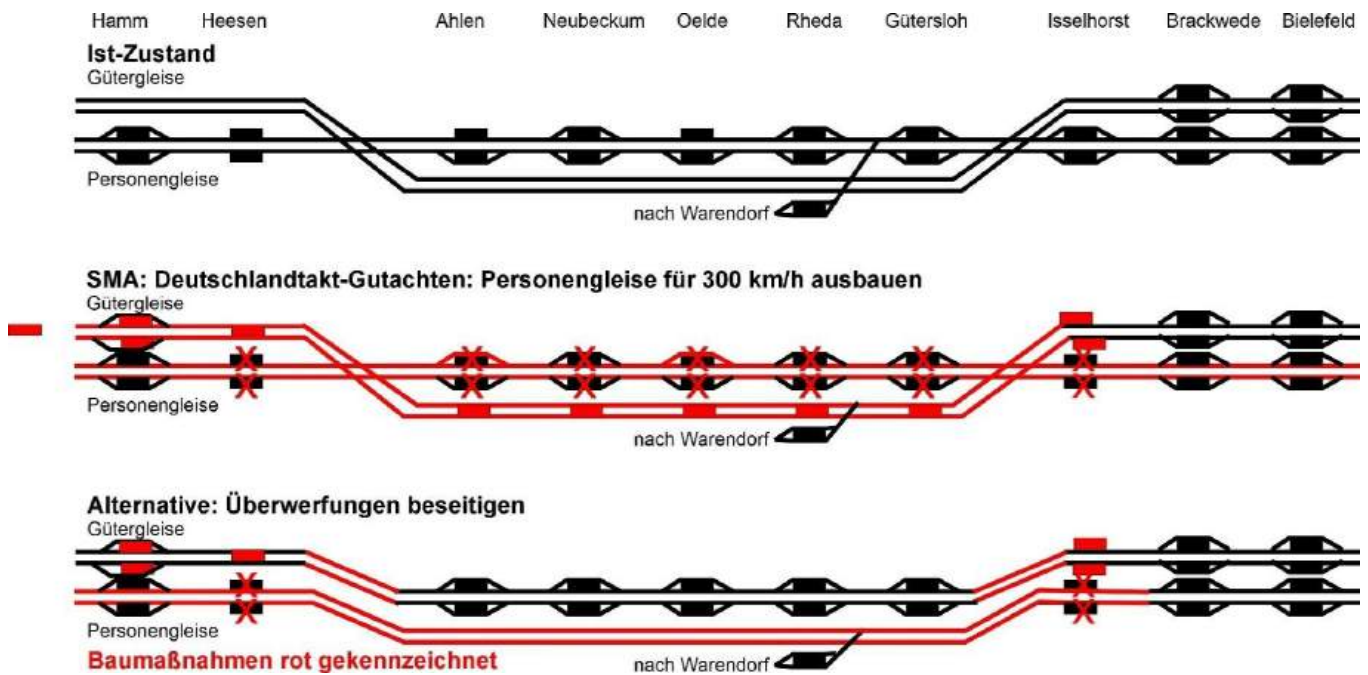 Hamm Heesen Ahlen Neubeckum Oelde Rheda Gütersloh Isselhorst Brackwede Bielefeld
Ist-Zustand
Gütergleise
Personengleise
nach Warendorf
SMA: Deutschlandtakt-Gutachten: Personengleise für 300 km/h ausbauen
Gütergleise
Personengleise
nach Warendorf
Alternative: Überwerfungen beseitigen
Gütergleise
Personengleise
Baumaßnahmen rot gekennzeichnet
nach Warendorf